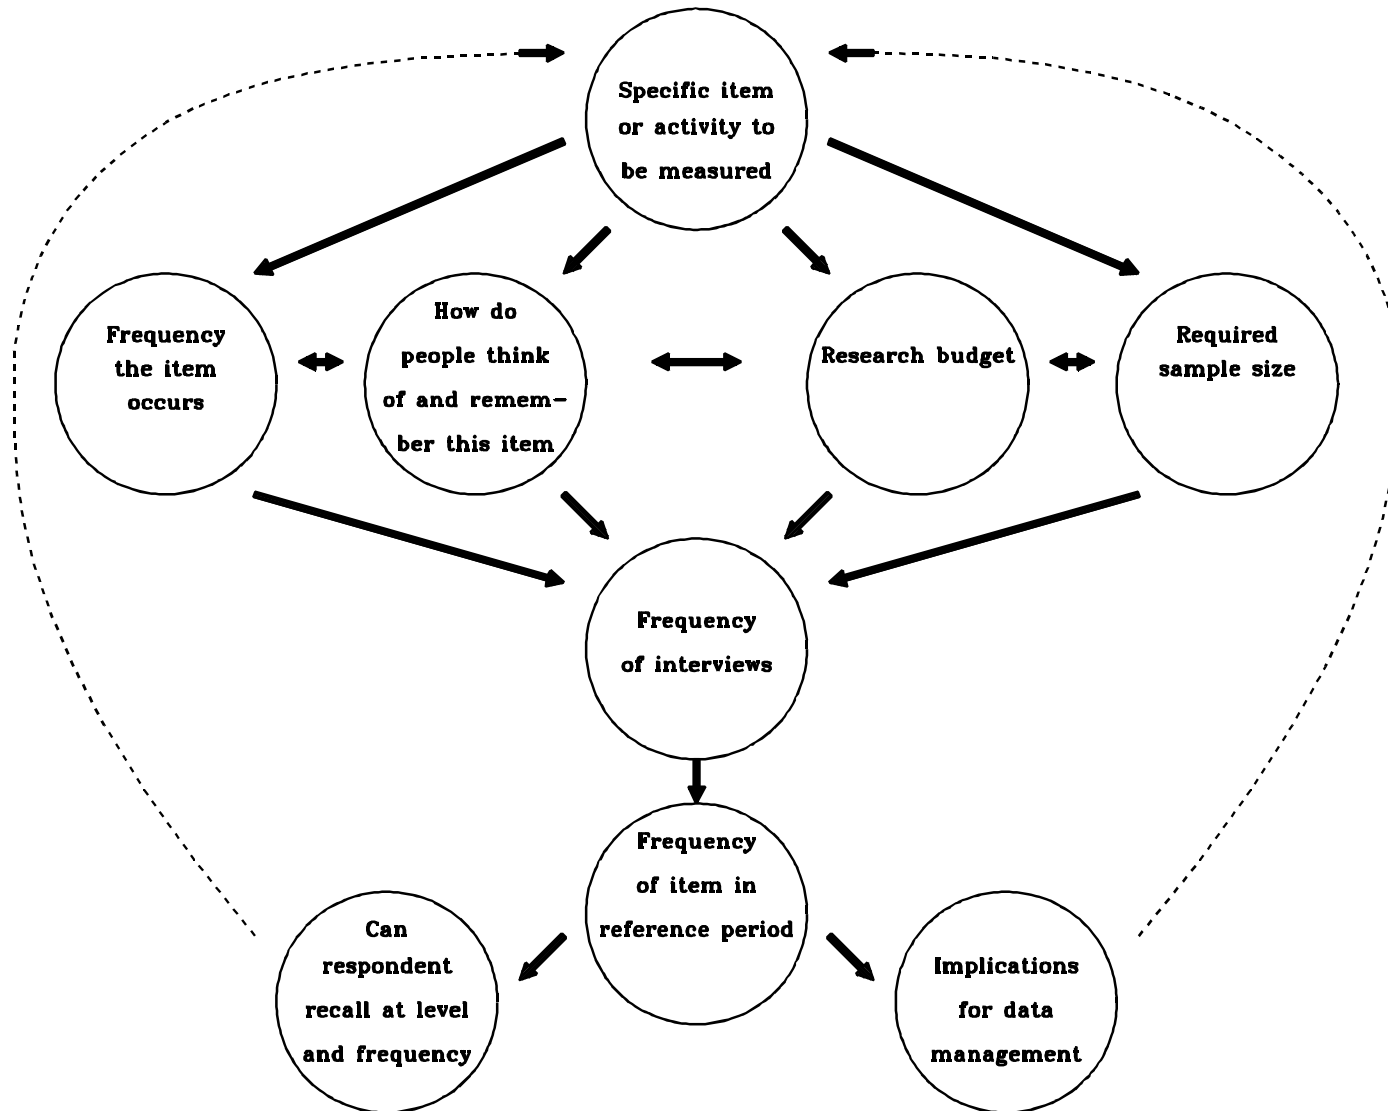 Specific item
or activity to
be measured
Frequency
the item
occurs
How do
people think
of and remem-
ber this item
Research budget
Required
sample size
Frequency
of interviews
Frequency
of item in
reference period
Can
respondent
recall at level
and frequency
Implications
for data
management